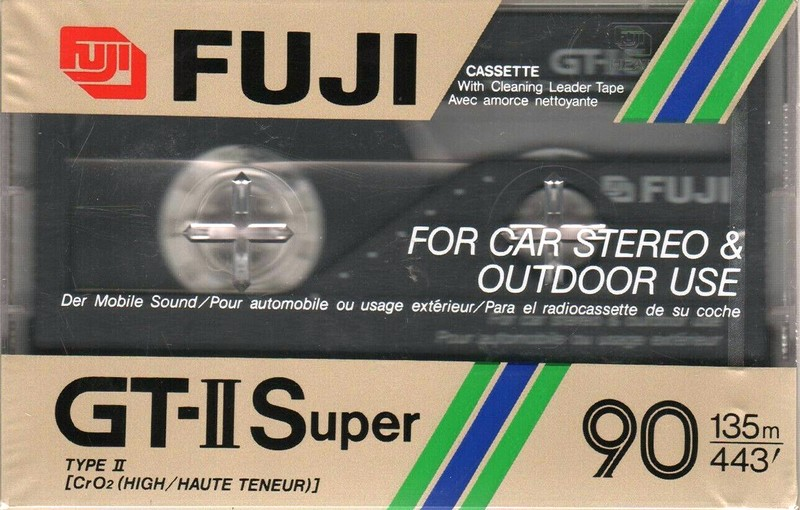 FUJI
FUJI
CASSETTE
With Cleaning Leader Tape
Avec amorce nettoyante
GT-II
FUJI
FOR CAR STEREO &
OUTDOOR USE
Der Mobile Sound/Pour automobile ou usage extérieur/Para el radiocassette de su coche
GT-II Super
TYPE II
[CrO2 (HIGH/HAUTE TENEUR)]
90
135m
443′